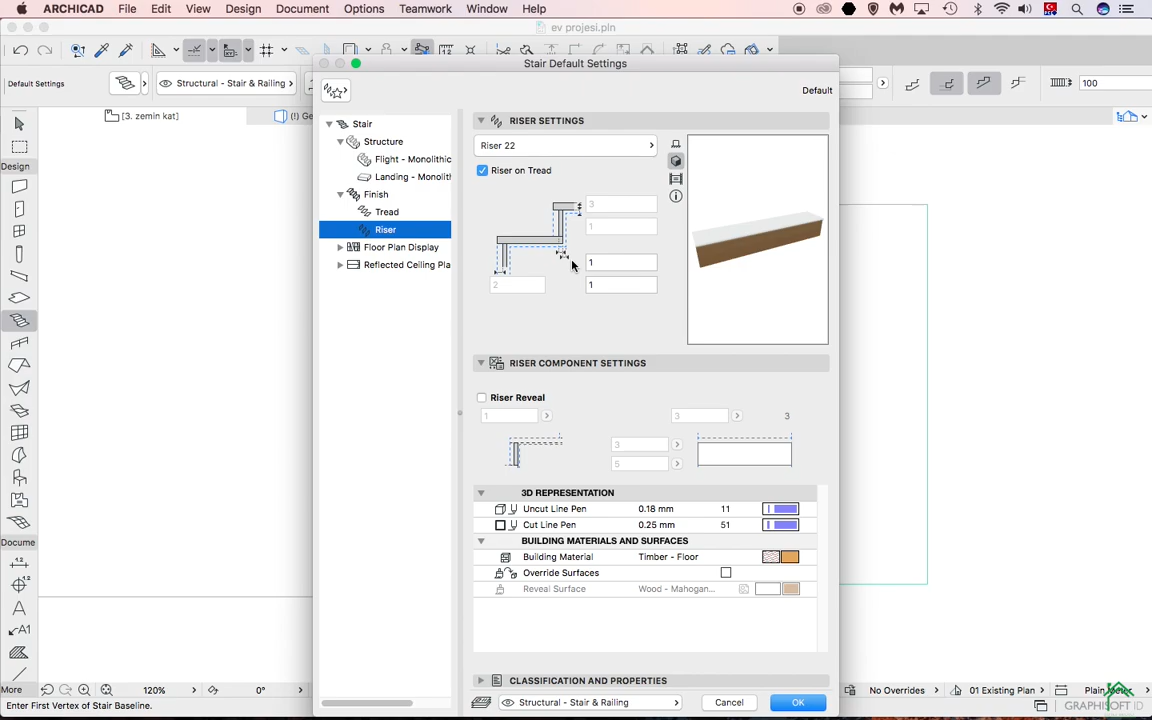 ARCHICAD File Edit View Design Document Options Teamwork Window Help
ev projesi.pln
Stair Default Settings
Default Settings
Structural - Stair & Railing
Default
100
[3. zemin kat]
(!) Ge
Stair
Structure
Flight - Monolithic
Landing - Monolith
Finish
Tread
Riser
Floor Plan Display
Reflected Ceiling Pla
RISER SETTINGS
Riser 22
Riser on Tread
3
1
1
2
1
RISER COMPONENT SETTINGS
Riser Reveal
1
3
3
3
5
3D REPRESENTATION
Uncut Line Pen 0.18 mm 11
Cut Line Pen 0.25 mm 51
BUILDING MATERIALS AND SURFACES
Building Material Timber - Floor
Override Surfaces
Reveal Surface Wood - Mahogan...
CLASSIFICATION AND PROPERTIES
Structural - Stair & Railing
Cancel
OK
Design
Docume
A
A1
More
120%
0°
No Overrides
01 Existing Plan
Plain Meter
Enter First Vertex of Stair Baseline.
GRAPHISOFT ID